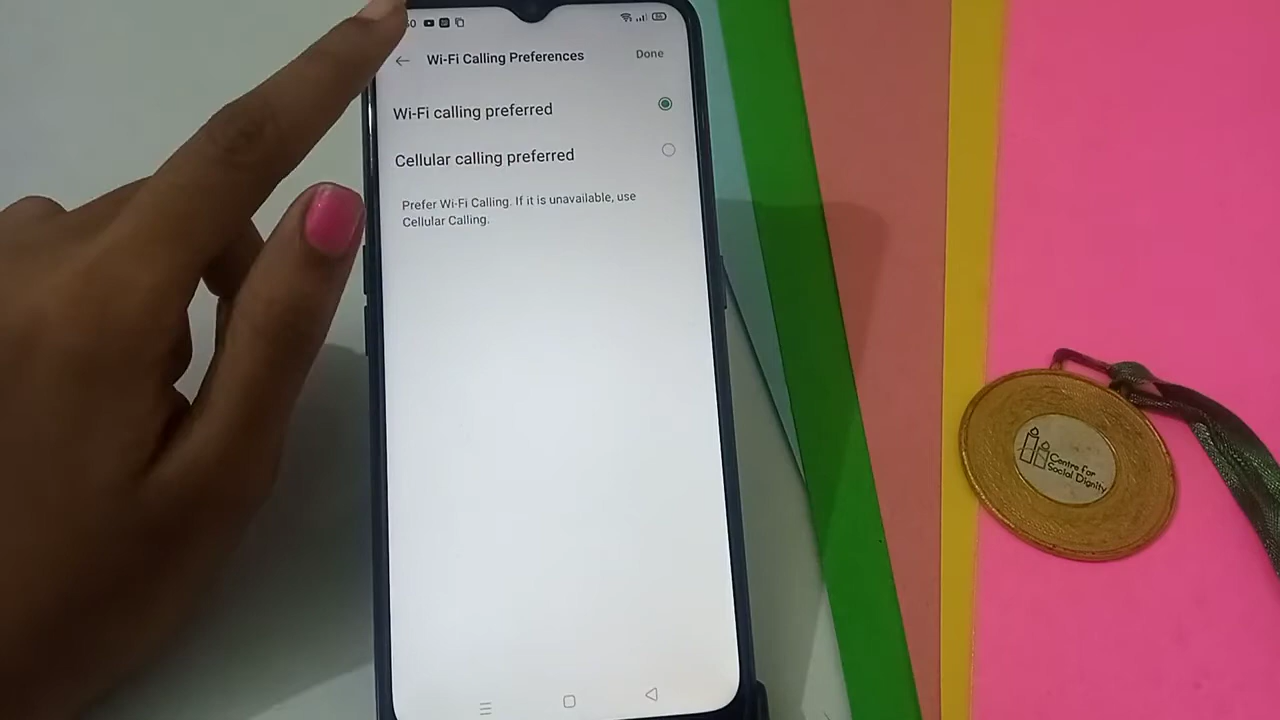 Wi-Fi Calling Preferences
Done
Wi-Fi calling preferred
Cellular calling preferred
Prefer Wi-Fi Calling. If it is unavailable, use
Cellular Calling.
Centre for
Social Dignity